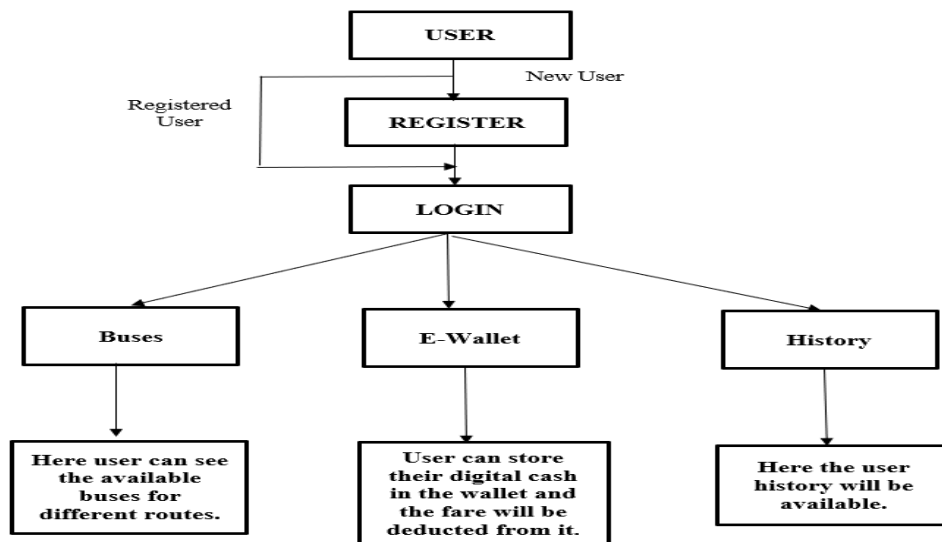 USER
New User
Registered
User
REGISTER
LOGIN
Buses
E-Wallet
History
Here user can see
the available
buses for
different routes.
User can store
their digital cash
in the wallet and
the fare will be
deducted from it.
Here the user
history will be
available.